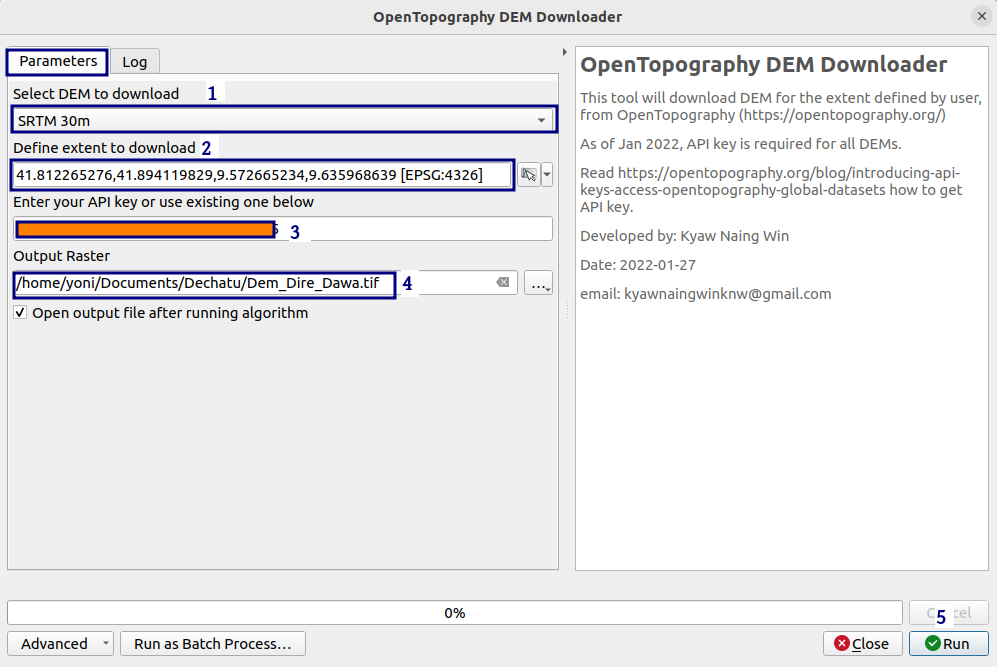 OpenTopography DEM Downloader
Parameters
Log
Select DEM to download 1
SRTM 30m
Define extent to download 2
41.812265276,41.894119829,9.572665234,9.635968639 [EPSG:4326]
Enter your API key or use existing one below
3
Output Raster
/home/yoni/Documents/Dechatu/Dem_Dire_Dawa.tif 4
…
Open output file after running algorithm
OpenTopography DEM Downloader
This tool will download DEM for the extent defined by user,
from OpenTopography (https://opentopography.org/)
As of Jan 2022, API key is required for all DEMs.
Read https://opentopography.org/blog/introducing-api-
keys-access-opentopography-global-datasets how to get
API key.
Developed by: Kyaw Naing Win
Date: 2022-01-27
email: kyawnaingwinknw@gmail.com
0%
5
Advanced
Run as Batch Process…
Close
Run